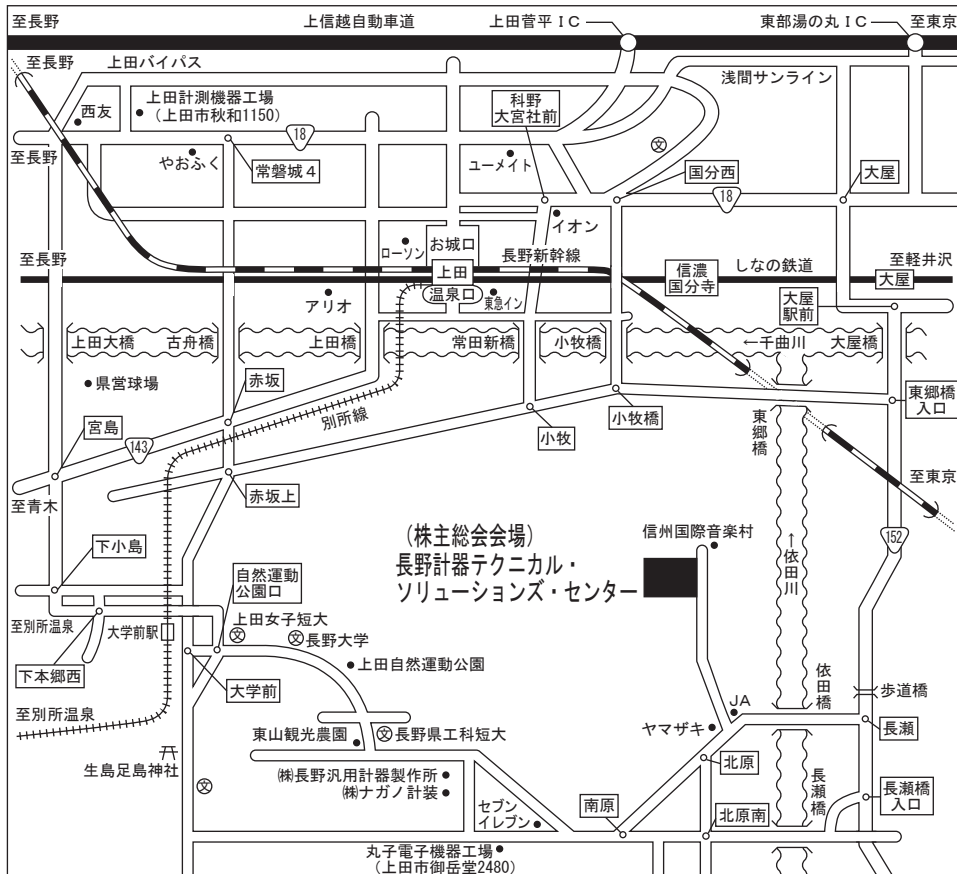 至長野
上信越自動車道
上田菅平IC
東部湯の丸IC
至東京
至長野
上田バイパス
浅間サンライン
西友
上田計測機器工場
(上田市秋和1150)
科野
大宮社前
18
至長野
やおふく
常磐城4
ユーメイト
文
国分西
18
大屋
イオン
ローソン
お城口
長野新幹線
至長野
上田
信濃
国分寺
しなの鉄道
至軽井沢
大屋
アリオ
温泉口
東急イン
大屋
駅前
上田大橋
古舟橋
上田橋
常田新橋
小牧橋
←千曲川
大屋橋
県営球場
赤坂
別所線
東郷橋
入口
宮島
143
小牧
小牧橋
東郷橋
至青木
赤坂上
至東京
152
(株主総会会場)
長野計器テクニカル・
ソリューションズ・センター
信州国際音楽村
←依田川
下小島
自然運動
公園口
至別所温泉
大学前駅
文
上田女子短大
文
長野大学
下本郷西
大学前
上田自然運動公園
依田橋
歩道橋
至別所温泉
JA
ヤマザキ
長瀬
東山観光農園
文
長野県工科短大
生島足島神社
北原
文
㈱長野汎用計器製作所
㈱ナガノ計装
長瀬橋
長瀬橋
入口
セブン
イレブン
南原
北原南
丸子電子機器工場
(上田市御岳堂2480)